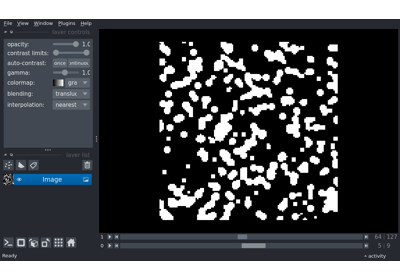 File View Window Plugins Help
layer controls
opacity: 1.0
contrast limits:
auto-contrast: once continuous
gamma: 1.0
colormap: gra
blending: transluc
interpolation: nearest
layer list
Image
1 64 127
0 5 9
Ready activity